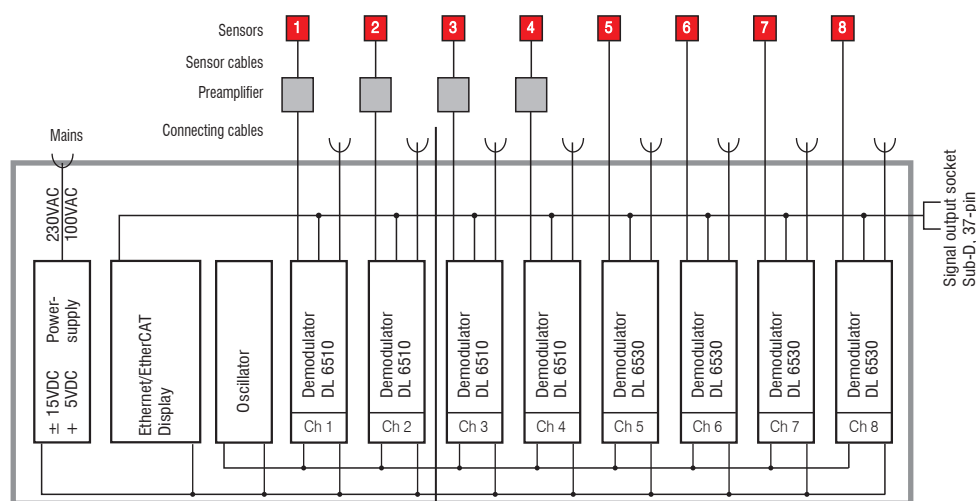 Sensors
1
2
3
4
5
6
7
8
Sensor cables
Preamplifier
Connecting cables
Mains
230VAC
100VAC
Signal output socket
Sub-D, 37-pin
Power-
supply
± 15VDC
+ 5VDC
Ethernet/EtherCAT
Display
Oscillator
Demodulator
DL 6510
Ch 1
Demodulator
DL 6510
Ch 2
Demodulator
DL 6510
Ch 3
Demodulator
DL 6510
Ch 4
Demodulator
DL 6530
Ch 5
Demodulator
DL 6530
Ch 6
Demodulator
DL 6530
Ch 7
Demodulator
DL 6530
Ch 8